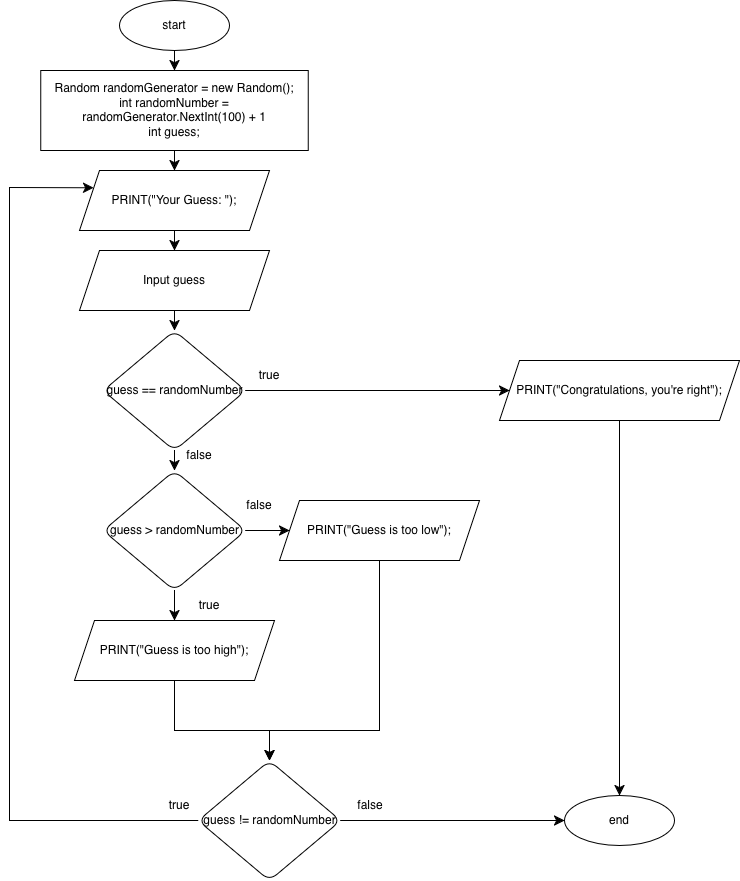 start
Random randomGenerator = new Random();
int randomNumber =
randomGenerator.NextInt(100) + 1
int guess;
PRINT("Your Guess: ");
Input guess
guess == randomNumber
true
PRINT("Congratulations, you're right");
false
guess > randomNumber
false
PRINT("Guess is too low");
true
PRINT("Guess is too high");
true
guess != randomNumber
false
end